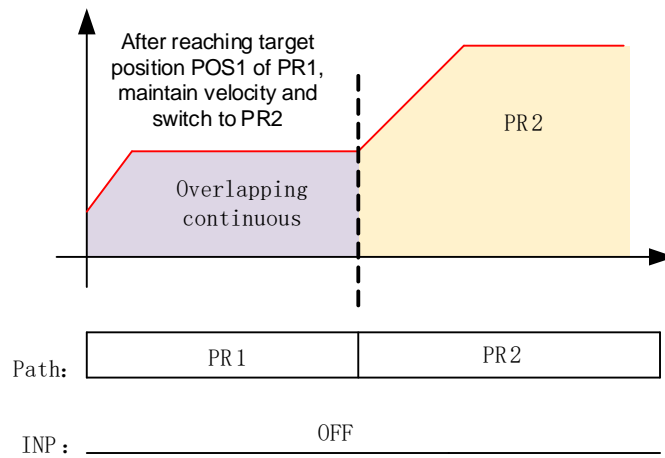 After reaching target
position POS1 of PR1,
maintain velocity and
switch to PR2
PR2
Overlapping
continuous
Path:
PR1
PR2
INP:
OFF